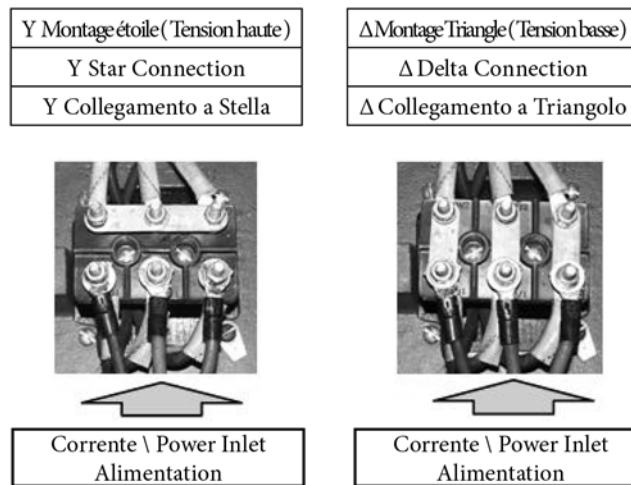 Y Montage étoile (Tension haute)
Y Star Connection
Y Collegamento a Stella
Δ Montage Triangle (Tension basse)
Δ Delta Connection
Δ Collegamento a Triangolo
Corrente \ Power Inlet
Alimentation
Corrente \ Power Inlet
Alimentation